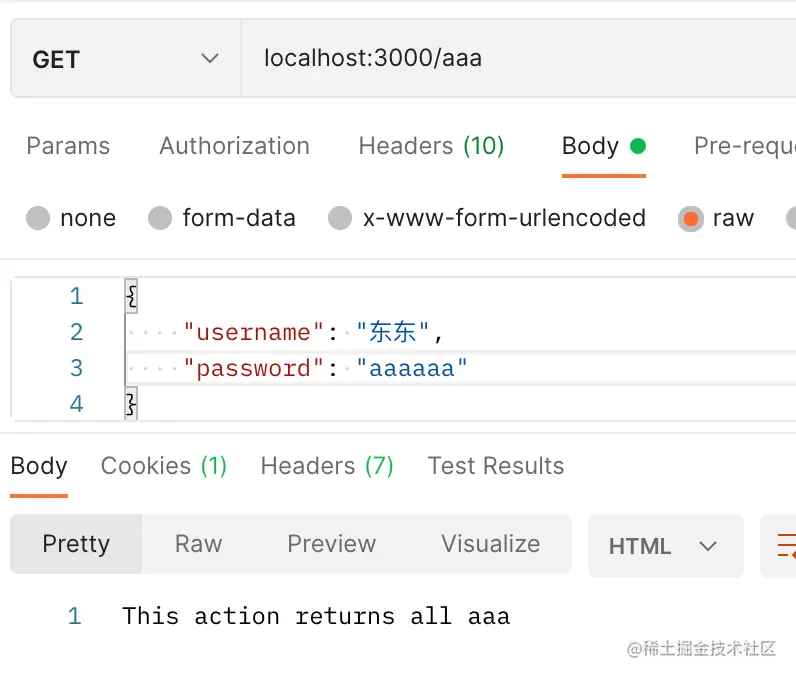 GET localhost:3000/aaa
Params Authorization Headers (10) Body Pre-requ
none form-data x-www-form-urlencoded raw
1 {
2 "username": "东东",
3 "password": "aaaaaa"
4 }
Body Cookies (1) Headers (7) Test Results
Pretty Raw Preview Visualize HTML
1 This action returns all aaa
@稀土掘金技术社区